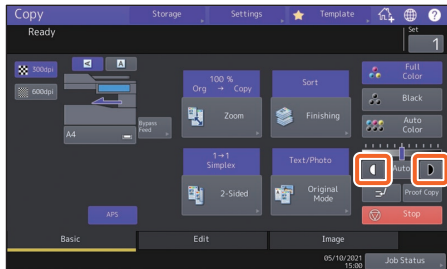 Copy
Storage
Settings
Template
?
Ready
Set
1
300dpi
600dpi
A
A
A4
Bypass
Feed
APS
100 %
Org → Copy
Zoom
Sort
Finishing
1→1
Simplex
2-Sided
Text/Photo
Original
Mode
Full
Color
Black
Auto
Color
Auto
Proof Copy
Stop
Basic
Edit
Image
05/10/2021
15:00
Job Status